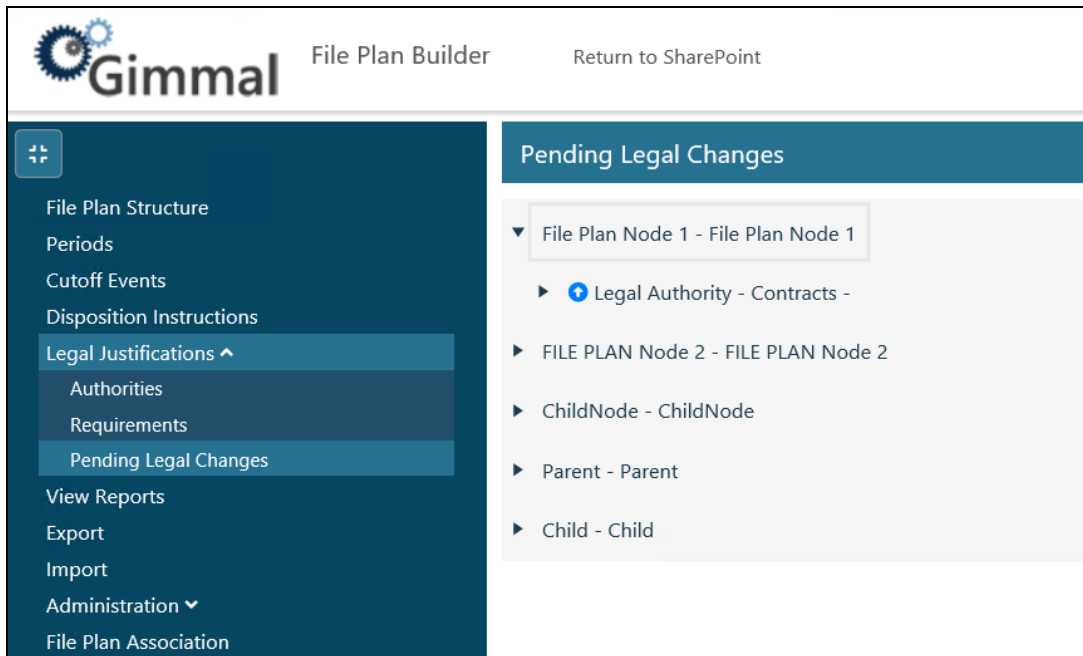 Gimmal
File Plan Builder
Return to SharePoint
File Plan Structure
Periods
Cutoff Events
Disposition Instructions
Legal Justifications
Authorities
Requirements
Pending Legal Changes
View Reports
Export
Import
Administration
File Plan Association
Pending Legal Changes
File Plan Node 1 - File Plan Node 1
Legal Authority - Contracts -
FILE PLAN Node 2 - FILE PLAN Node 2
ChildNode - ChildNode
Parent - Parent
Child - Child